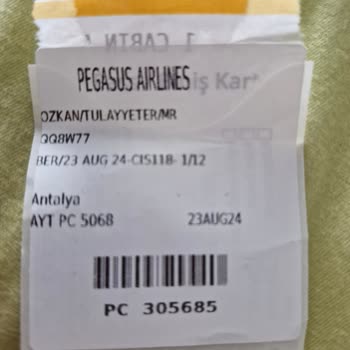 1 CABIN
PEGASUS AIRLINES iş Kart
OZKAN/TULAYYETER/MR
QQ8W77
BER/23 AUG 24-CIS118- 1/12
Antalya
AYT PC 5068 23AUG24
PC 305685